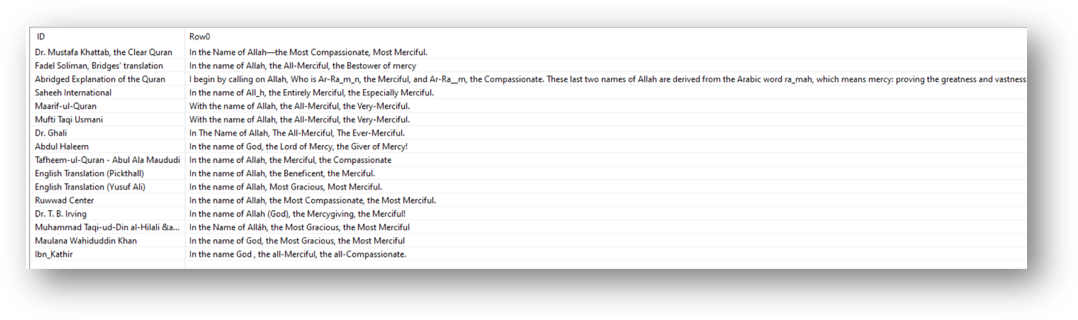 ID Row0
Dr. Mustafa Khattab, the Clear Quran In the Name of Allah—the Most Compassionate, Most Merciful.
Fadel Soliman, Bridges' translation In the name of Allah, the All-Merciful, the Bestower of mercy
Abridged Explanation of the Quran I begin by calling on Allah, Who is Ar-Ra_m_n, the Merciful, and Ar-Ra__m, the Compassionate. These last two names of Allah are derived from the Arabic word ra_mah, which means mercy: proving the greatness and vastness
Saheeh International In the name of All_h, the Entirely Merciful, the Especially Merciful.
Maarif-ul-Quran With the name of Allah, the All-Merciful, the Very-Merciful.
Mufti Taqi Usmani With the name of Allah, the All-Merciful, the Very-Merciful.
Dr. Ghali In The Name of Allah, The All-Merciful, The Ever-Merciful.
Abdul Haleem In the name of God, the Lord of Mercy, the Giver of Mercy!
Tafheem-ul-Quran - Abul Ala Maududi In the name of Allah, the Merciful, the Compassionate
English Translation (Pickthall) In the name of Allah, the Beneficent, the Merciful.
English Translation (Yusuf Ali) In the name of Allah, Most Gracious, Most Merciful.
Ruwwad Center In the name of Allah, the Most Compassionate, the Most Merciful.
Dr. T. B. Irving In the name of Allah (God), the Mercygiving, the Merciful!
Muhammad Taqi-ud-Din al-Hilali &a... In the Name of Allâh, the Most Gracious, the Most Merciful
Maulana Wahiduddin Khan In the name of God, the Most Gracious, the Most Merciful
Ibn_Kathir In the name God , the all-Merciful, the all-Compassionate.